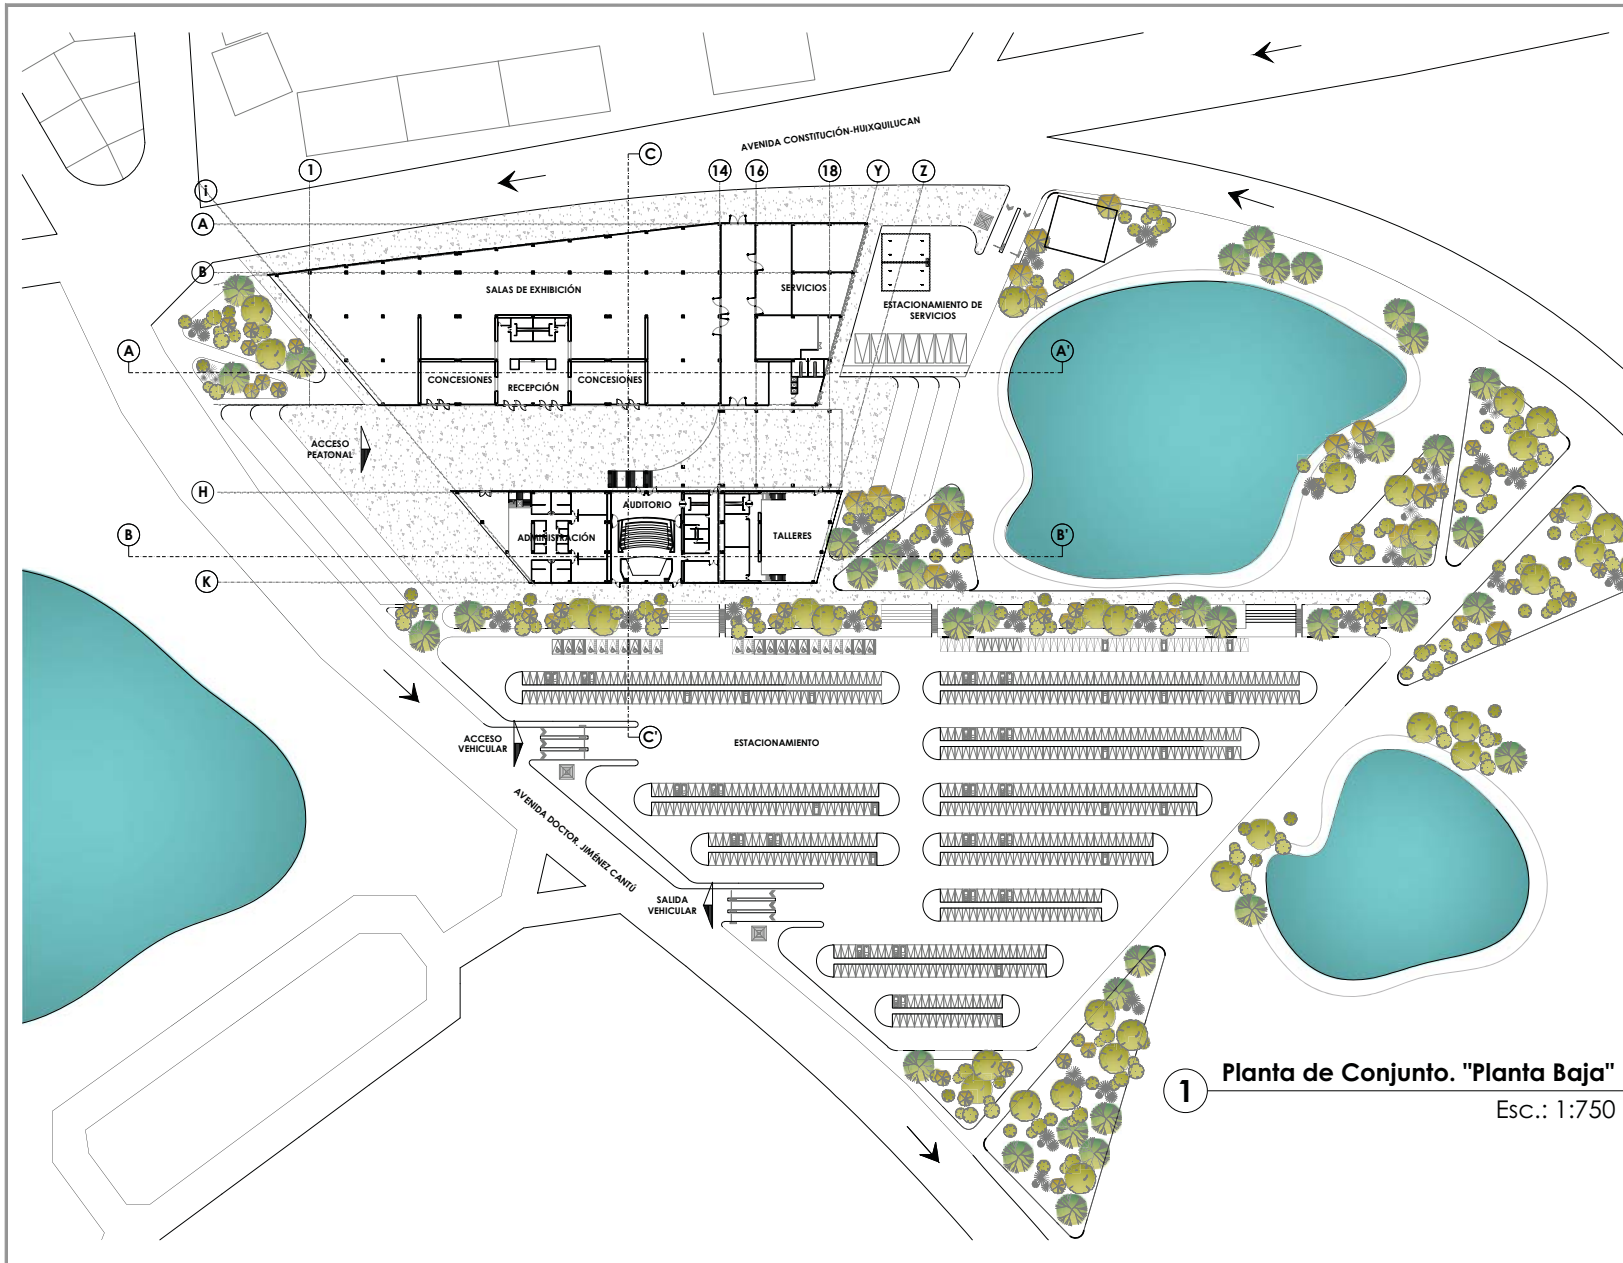 AVENIDA CONSTITUCIÓN-HUIXQUILUCAN
C
1
14
16
18
Y
Z
i
A
B
SALAS DE EXHIBICIÓN
SERVICIOS
ESTACIONAMIENTO DE
SERVICIOS
A
A'
CONCESIONES
RECEPCIÓN
CONCESIONES
ACCESO
PEATONAL
H
AUDITORIO
ADMINISTRACIÓN
TALLERES
B
B'
K
ACCESO
VEHICULAR
C'
ESTACIONAMIENTO
AVENIDA DOCTOR. JIMÉNEZ CANTÚ
SALIDA
VEHICULAR
1
Planta de Conjunto. "Planta Baja"
Esc.: 1:750